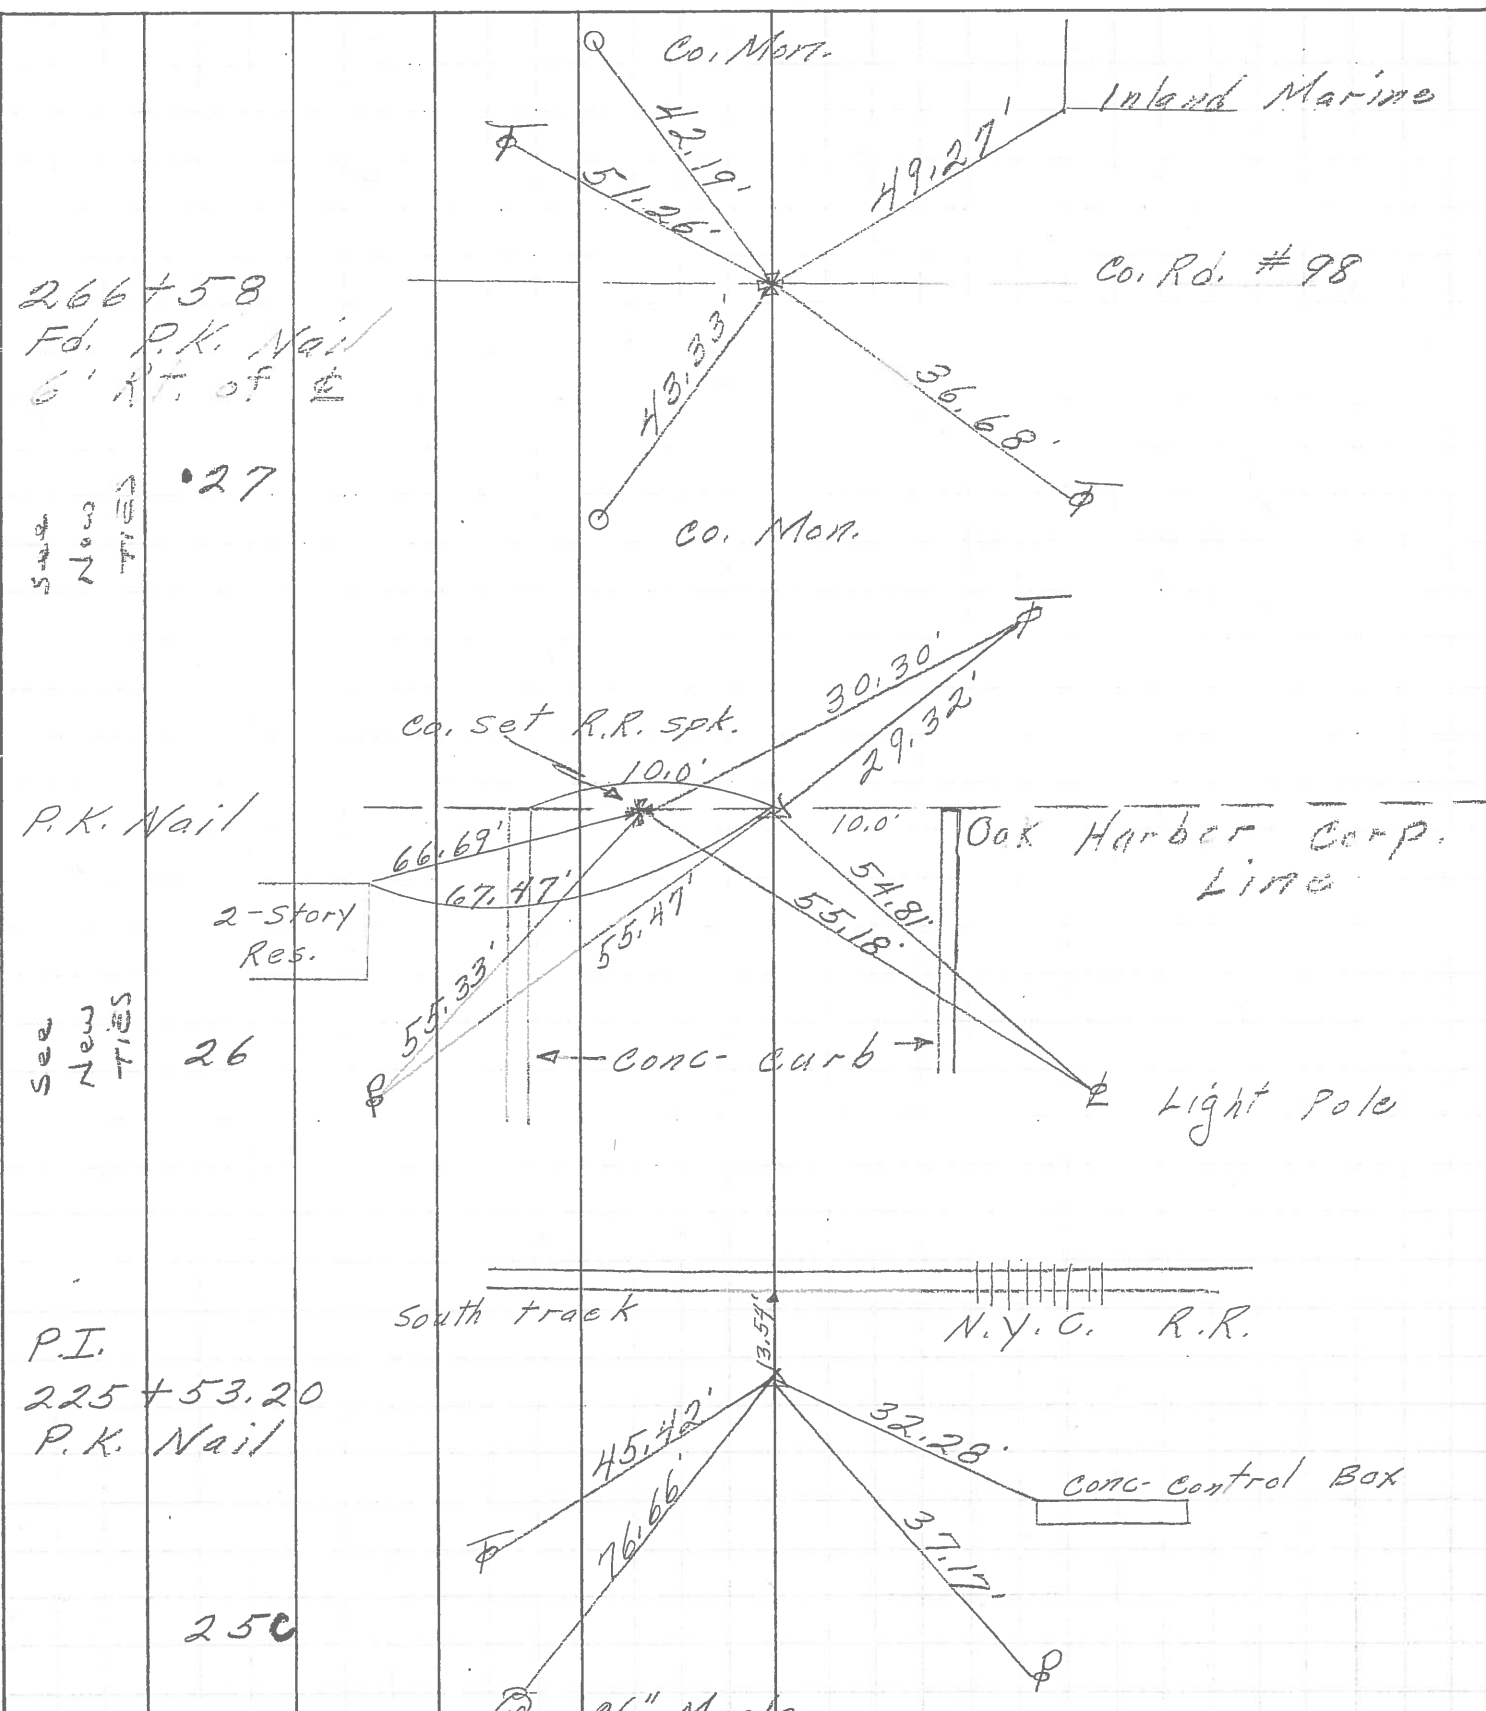 Co. Mon.
Inland Marine
42.19'
51.26'
49.27'
Co. Rd. #98
266+58
Fd. P.K. Nail
6' RT. of ℄
43.33'
36.68'
27
See
New
TIES
Co. Mon.
30.30'
29.32'
Co. set R.R. spk.
10.0'
P.K. Nail
10.0'
Oak Harbor Corp.
Line
66.69'
67.47'
54.81'
55.18'
55.47'
2-Story
Res.
55.33'
See
New
TIES
26
Conc- curb
Light Pole
South track
N.Y.C. R.R.
13.54'
P.I.
225+53.20
P.K. Nail
45.42'
32.28'
76.66'
Conc-control Box
37.17'
25C